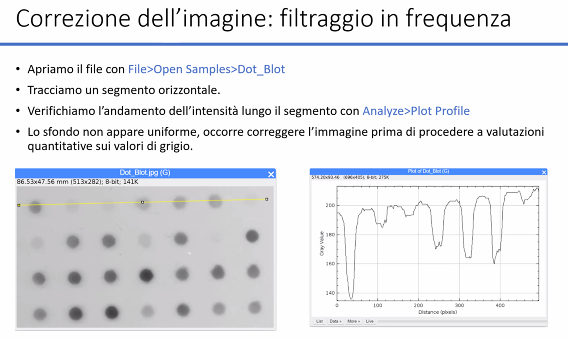 Correzione dell'imagine: filtraggio in frequenza
• Apriamo il file con File>Open Samples>Dot_Blot
• Tracciamo un segmento orizzontale.
• Verifichiamo l'andamento dell'intensità lungo il segmento con Analyze>Plot Profile
• Lo sfondo non appare uniforme, occorre correggere l'immagine prima di procedere a valutazioni
quantitative sui valori di grigio.
Dot_Blot.jpg (G)
86.53x47.56 mm (513x282); 8-bit; 141K
Plot of Dot_Blot (G)
(696x405); 8-bit; 275K
200
180
160
140
Gray Value
0
100
200
300
400
Distance (pixels)
List Data » More » Live